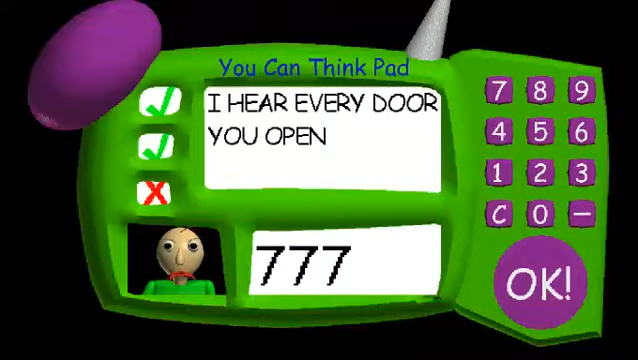 You Can Think Pad
I HEAR EVERY DOOR
YOU OPEN
777
7 8 9
4 5 6
1 2 3
C 0 −
OK!